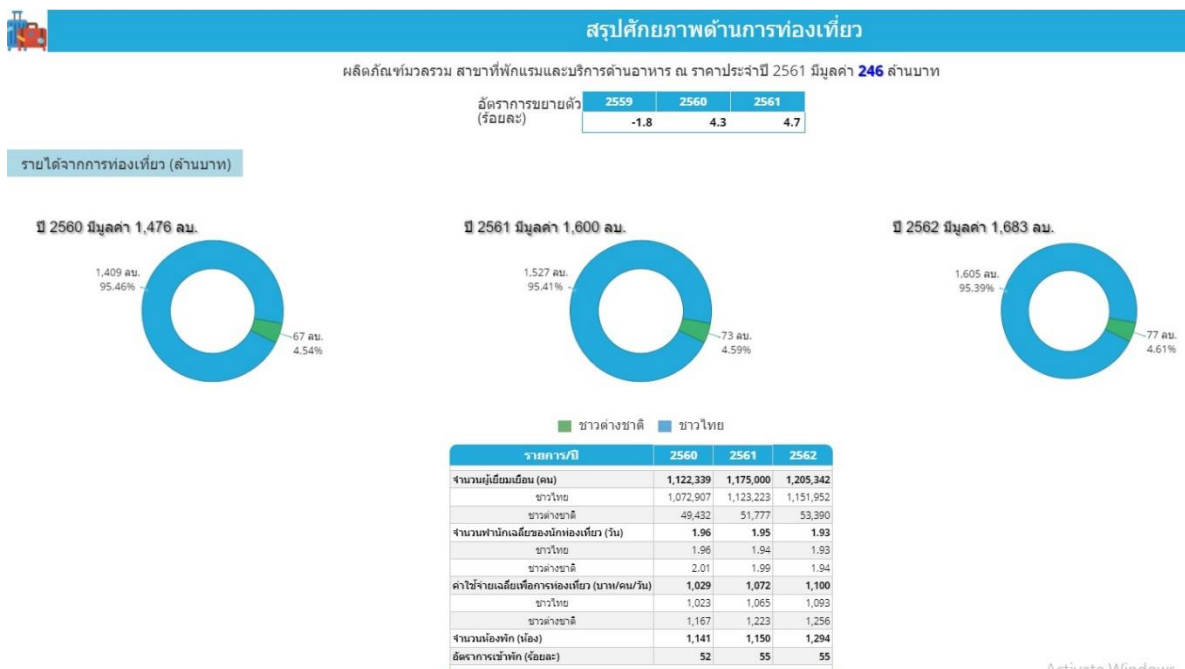 สรุปศักยภาพด้านการท่องเที่ยว
ผลิตภัณฑ์มวลรวม สาขาที่พักแรมและบริการด้านอาหาร ณ ราคาประจำปี 2561 มีมูลค่า 246 ล้านบาท
อัตราการขยายตัว 2559 2560 2561
(ร้อยละ) -1.8 4.3 4.7
รายได้จากการท่องเที่ยว (ล้านบาท)
ปี 2560 มีมูลค่า 1,476 ลบ.
1,409 ลบ.
95.46%
67 ลบ.
4.54%
ปี 2561 มีมูลค่า 1,600 ลบ.
1,527 ลบ.
95.41%
73 ลบ.
4.59%
ปี 2562 มีมูลค่า 1,683 ลบ.
1,605 ลบ.
95.39%
77 ลบ.
4.61%
ชาวต่างชาติ ชาวไทย
รายการ/ปี 2560 2561 2562
จำนวนผู้เยี่ยมเยือน (คน) 1,122,339 1,175,000 1,205,342
ชาวไทย 1,072,907 1,123,223 1,151,952
ชาวต่างชาติ 49,432 51,777 53,390
จำนวนพำนักเฉลี่ยของนักท่องเที่ยว (วัน) 1.96 1.95 1.93
ชาวไทย 1.96 1.94 1.93
ชาวต่างชาติ 2.01 1.99 1.94
ค่าใช้จ่ายเฉลี่ยเพื่อการท่องเที่ยว (บาท/คน/วัน) 1,029 1,072 1,100
ชาวไทย 1,023 1,065 1,093
ชาวต่างชาติ 1,167 1,223 1,256
จำนวนห้องพัก (ห้อง) 1,141 1,150 1,294
อัตราการเข้าพัก (ร้อยละ) 52 55 55
Activate Windows